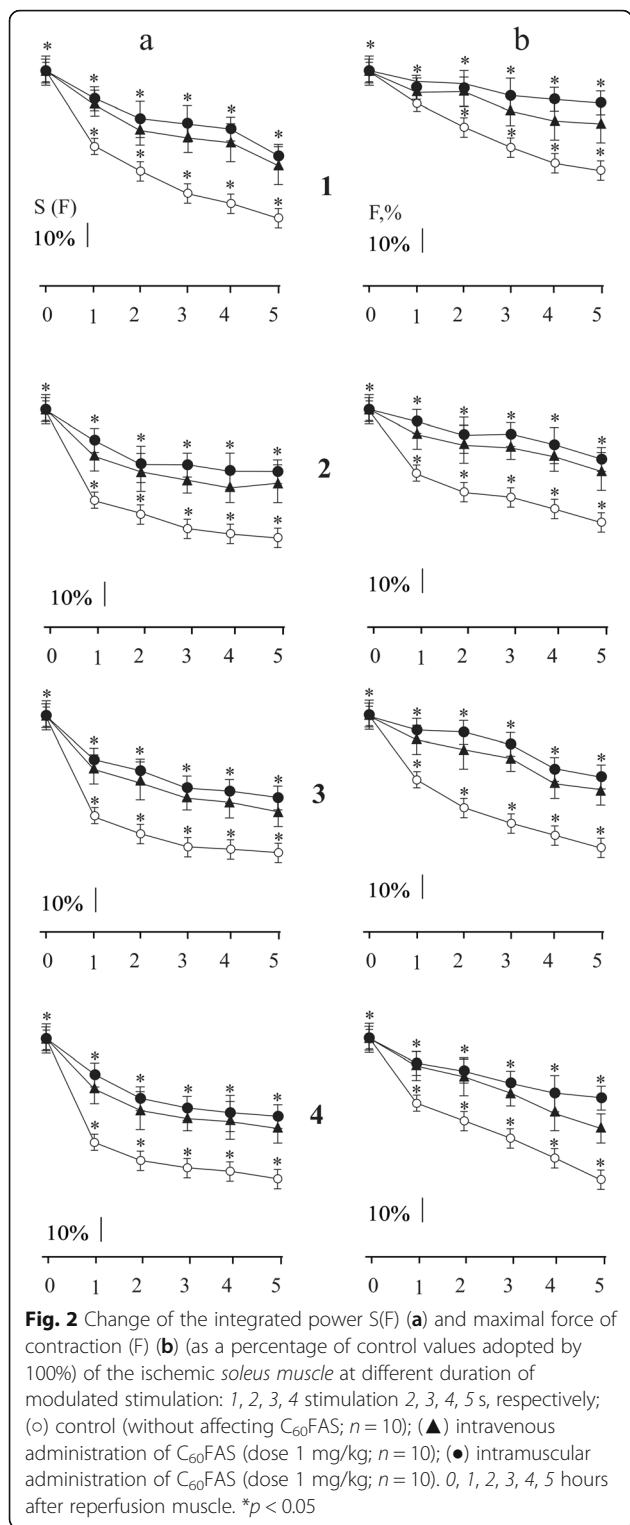 a b
* * * * * * * * * * *
* * * * * * * * * *
1
S (F) F,%
10% 10%
0 1 2 3 4 5 0 1 2 3 4 5
* * * * * * * * * * * *
* * * * * * * * * *
2
10% 10%
0 1 2 3 4 5 0 1 2 3 4 5
* * * * * * * * * * * *
* * * * * * * * * *
3
10% 10%
0 1 2 3 4 5 0 1 2 3 4 5
* * * * * * * * * * * *
* * * * * * * * * *
4
10% 10%
0 1 2 3 4 5 0 1 2 3 4 5
Fig. 2 Change of the integrated power S(F) (a) and maximal force of
contraction (F) (b) (as a percentage of control values adopted by
100%) of the ischemic soleus muscle at different duration of
modulated stimulation: 1, 2, 3, 4 stimulation 2, 3, 4, 5 s, respectively;
(○) control (without affecting C₆₀FAS; n = 10); (▲) intravenous
administration of C₆₀FAS (dose 1 mg/kg; n = 10); (●) intramuscular
administration of C₆₀FAS (dose 1 mg/kg; n = 10). 0, 1, 2, 3, 4, 5 hours
after reperfusion muscle. *p < 0.05